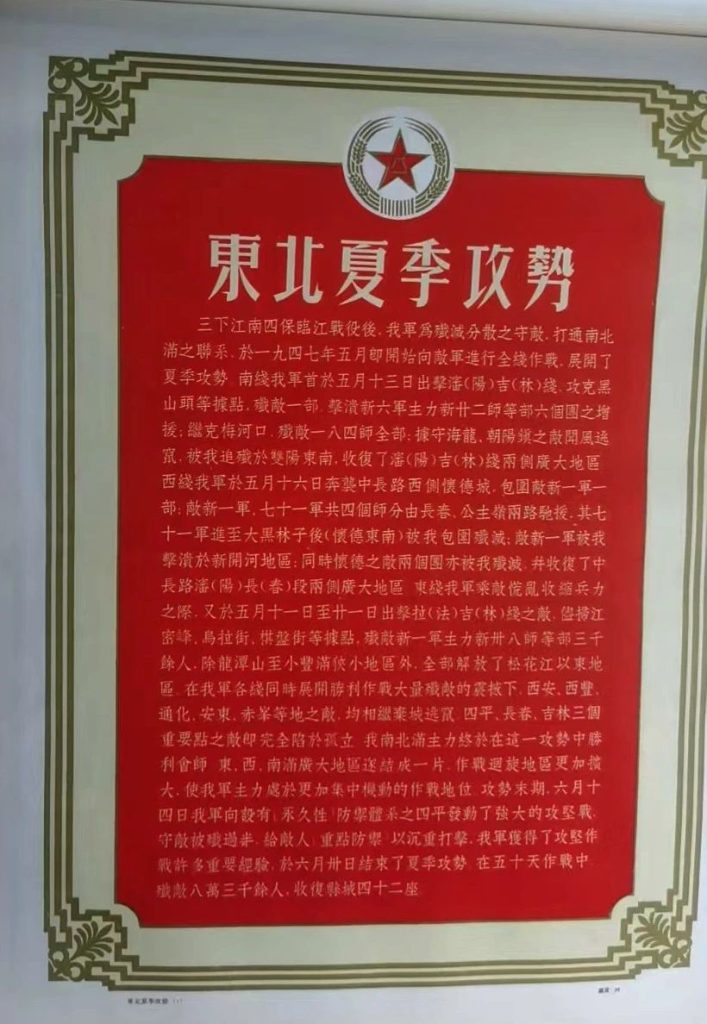 東北夏季攻勢
三下江南四保臨江戰役後，我軍爲殲滅分散之守敵，打通南北
滿之聯系，於一九四七年五月即開始向敵軍進行全綫作戰，展開了
夏季攻勢。南綫我軍首於五月十三日出擊瀋(陽)吉(林)綫，攻克黑
山頭等據點，殲敵一部，擊潰新六軍主力新廿二師等部六個團之增
援；繼克梅河口，殲敵一八四師全部；據守海龍、朝陽鎮之敵聞風逃
竄，被我追殲於雙陽東南，收復了瀋(陽)吉(林)綫兩側廣大地區。
西綫我軍於五月十六日奔襲中長路西側懷德城，包圍敵新一軍一
部；敵新一軍、七十一軍共四個師分由長春、公主嶺兩路馳援，其七
十一軍進至大黑林子後(懷德東南)被我包圍殲滅；敵新一軍被我
擊潰於新開河地區；同時懷德之敵兩個團亦被我殲滅，幷收復了中
長路瀋(陽)長(春)段兩側廣大地區。東綫我軍乘敵慌亂收縮兵力
之際，又於五月十一日至廿一日出擊拉(法)吉(林)綫之敵，儘掃江
密峰、烏拉街、棋盤街等據點，殲敵新一軍主力新卅八師等部三千
餘人，除龍潭山至小豐滿狹小地區外，全部解放了松花江以東地
區。在我軍各綫同時展開勝利作戰大量殲敵的震撼下，西安、西豐、
通化、安東、赤峯等地之敵，均相繼棄城逃竄。四平、長春、吉林三個
重要點之敵即完全陷於孤立。我南北滿主力終於在這一攻勢中勝
利會師。東、西、南滿廣大地區遂結成一片，作戰迴旋地區更加擴
大，使我軍主力處於更加集中機動的作戰地位。攻勢末期，六月十
四日我軍向設有〔永久性〕防禦體系之四平發動了強大的攻堅戰，
守敵被殲過半，給敵人〔重點防禦〕以沉重打擊，我軍獲得了攻堅作
戰許多重要經驗，於六月卅日結束了夏季攻勢。在五十天作戰中，
殲敵八萬三千餘人，收復縣城四十二座。
東北夏季攻勢